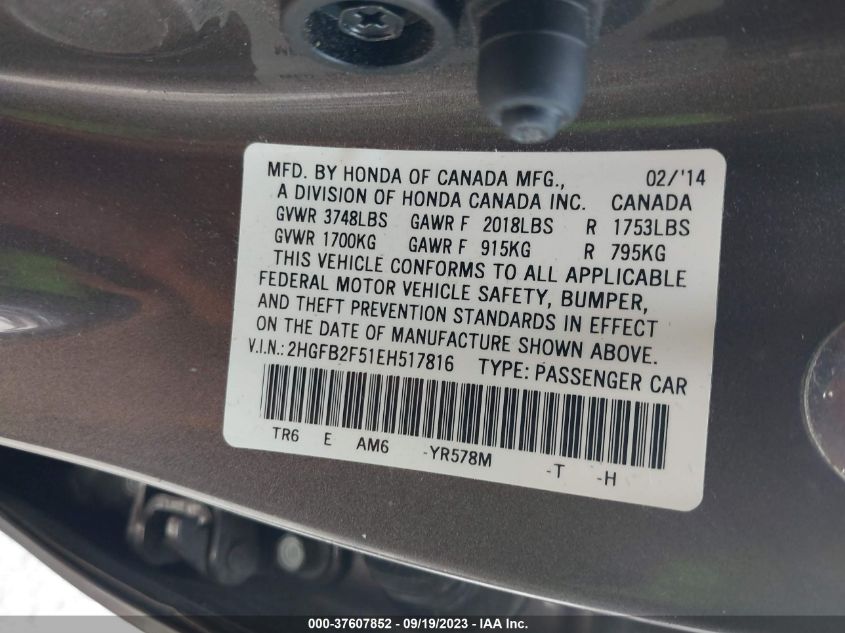 MFD. BY HONDA OF CANADA MFG., 02/'14
A DIVISION OF HONDA CANADA INC. CANADA
GVWR 3748LBS GAWR F 2018LBS R 1753LBS
GVWR 1700KG GAWR F 915KG R 795KG
THIS VEHICLE CONFORMS TO ALL APPLICABLE
FEDERAL MOTOR VEHICLE SAFETY, BUMPER,
AND THEFT PREVENTION STANDARDS IN EFFECT
ON THE DATE OF MANUFACTURE SHOWN ABOVE.
V.I.N.: 2HGFB2F51EH517816 TYPE: PASSENGER CAR
TR6 E AM6 -YR578M -T -H
000-37607852 - 09/19/2023 - IAA Inc.